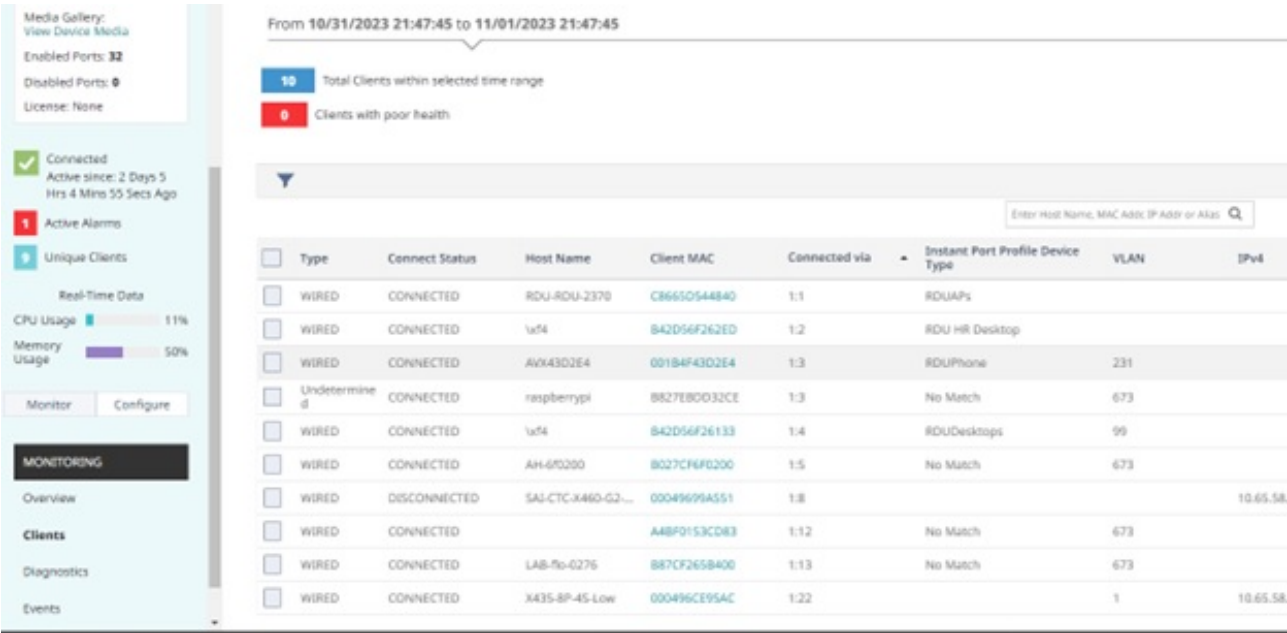 Media Gallery:
View Device Media
Enabled Ports: 32
Disabled Ports: 0
License: None
Connected
Active since: 2 Days 5
Hrs 4 Mins 55 Secs Ago
1 Active Alarms
9 Unique Clients
Real-Time Data
CPU Usage 11%
Memory
Usage 50%
Monitor Configure
MONITORING
Overview
Clients
Diagnostics
Events
From 10/31/2023 21:47:45 to 11/01/2023 21:47:45
10 Total Clients within selected time range
0 Clients with poor health
Enter Host Name, MAC Addr, IP Addr or Alias
Type Connect Status Host Name Client MAC Connected via Instant Port Profile Device Type VLAN IPv4
WIRED CONNECTED RDU-RDU-2370 C8665D544840 1:1 RDUAPs
WIRED CONNECTED \xf4 B42D56F262ED 1:2 RDU HR Desktop
WIRED CONNECTED AVX43D2E4 001B4F43D2E4 1:3 RDUPhone 231
Undetermined CONNECTED raspberrypi B827EBDD32CE 1:3 No Match 673
WIRED CONNECTED \xf4 B42D56F26133 1:4 RDUDesktops 99
WIRED CONNECTED AH-6f0200 B027CF6F0200 1:5 No Match 673
WIRED DISCONNECTED SAI-CTC-X460-G2-... 00049699A551 1:8 10.65.58.
WIRED CONNECTED A4BF0153CD83 1:12 No Match 673
WIRED CONNECTED LAB-flo-0276 B87CF265B400 1:13 No Match 673
WIRED CONNECTED X435-8P-4S-Low 000496CE95AC 1:22 1 10.65.58.